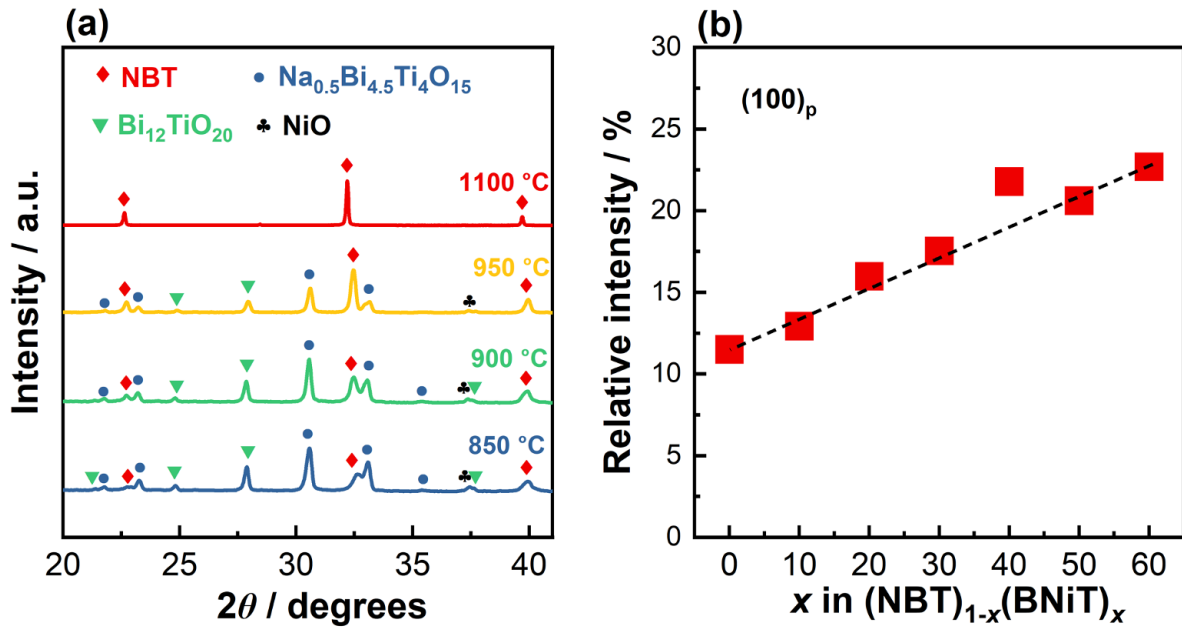 (a)
♦ NBT
● Na₀.₅Bi₄.₅Ti₄O₁₅
▼ Bi₁₂TiO₂₀
♣ NiO
1100 °C
950 °C
900 °C
850 °C
Intensity / a.u.
20 25 30 35 40
2θ / degrees
(b)
(100)ₚ
Relative intensity / %
30
25
20
15
10
5
0
0 10 20 30 40 50 60
x in (NBT)₁₋ₓ(BNiT)ₓ